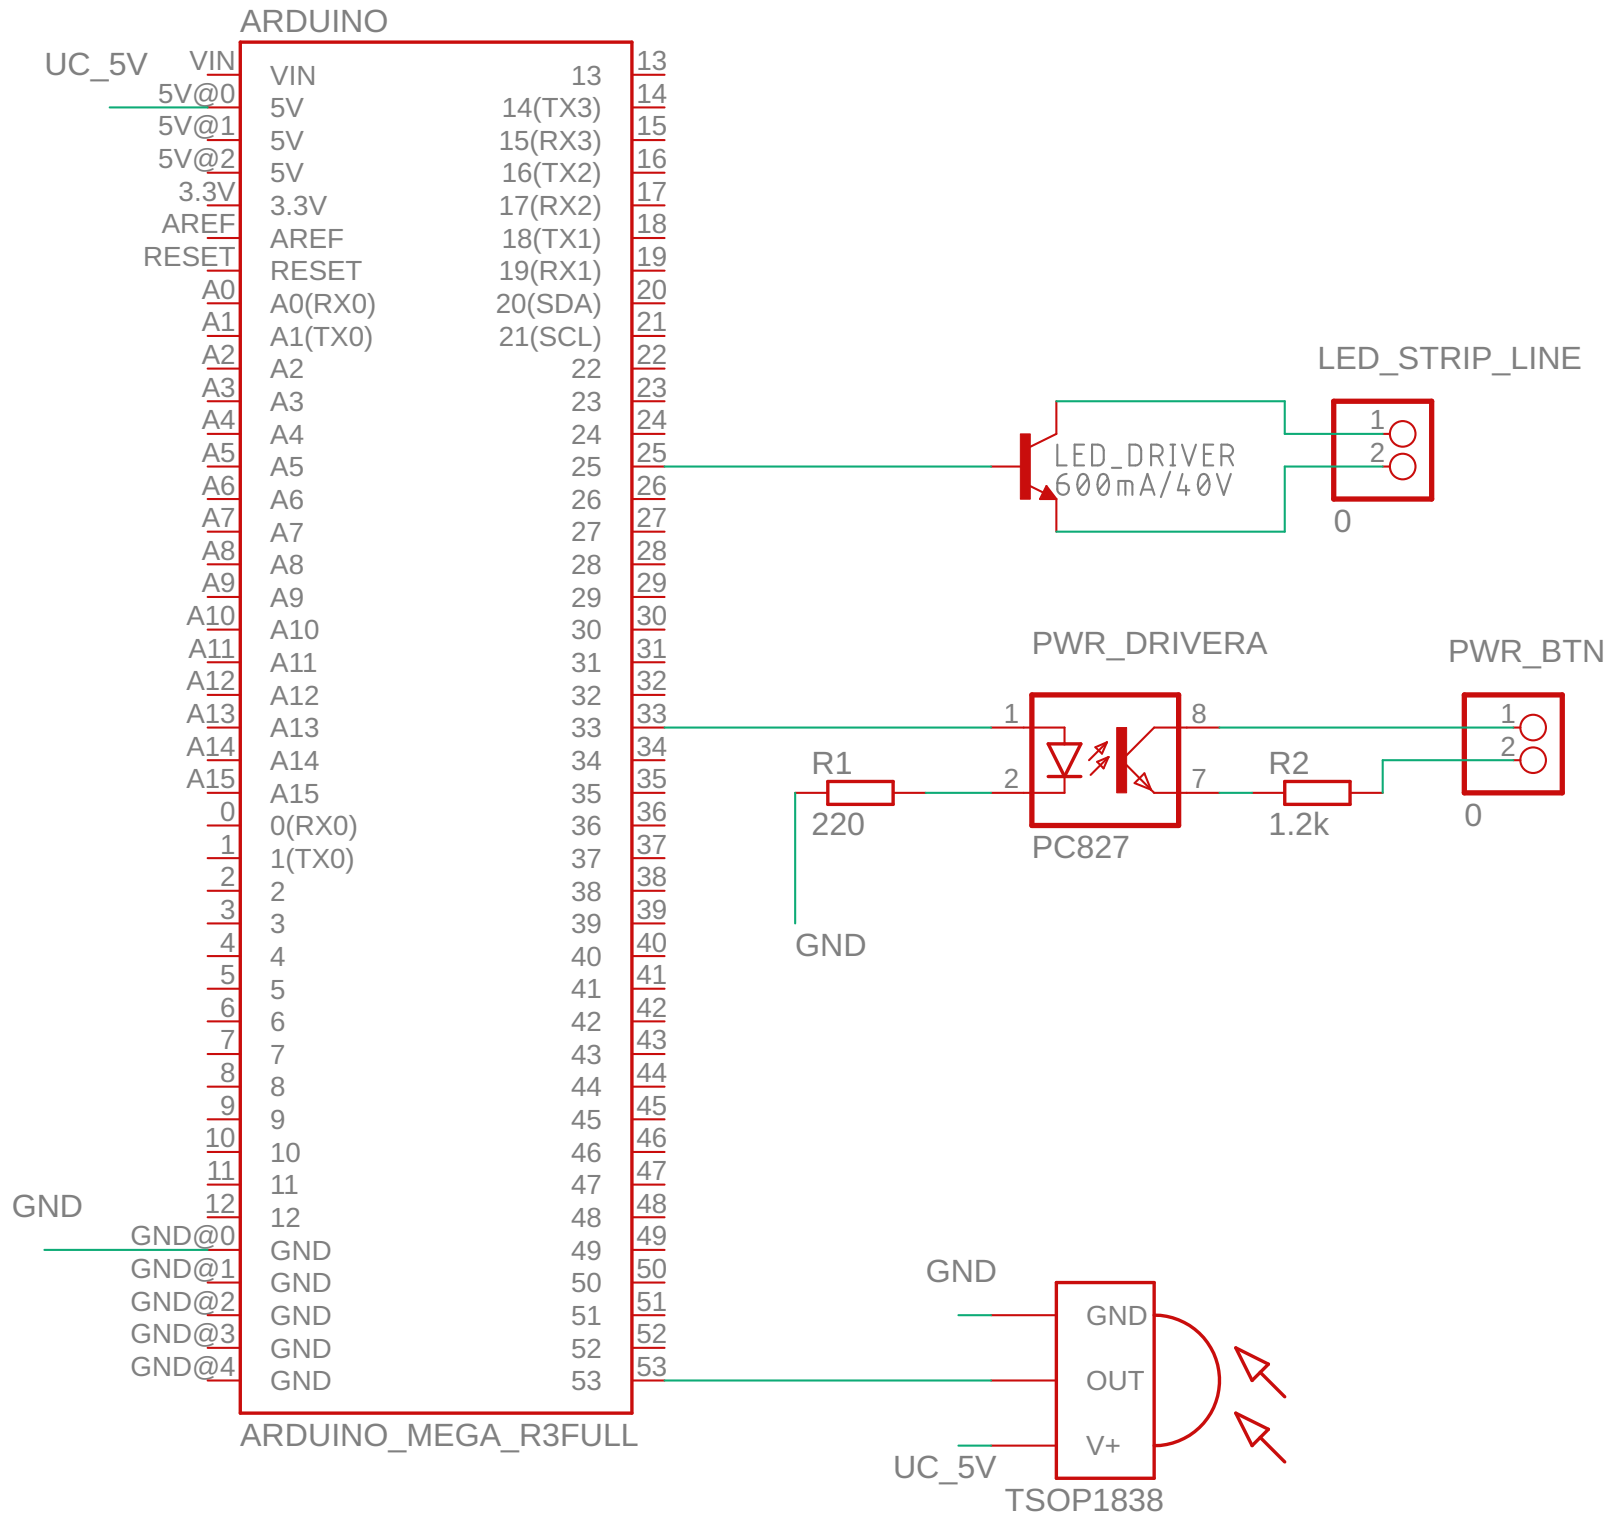 ARDUINO
UC_5V
VIN VIN 13 13
5V@0 5V 14(TX3) 14
5V@1 5V 15(RX3) 15
5V@2 5V 16(TX2) 16
3.3V 3.3V 17(RX2) 17
AREF AREF 18(TX1) 18
RESET RESET 19(RX1) 19
A0 A0(RX0) 20(SDA) 20
A1 A1(TX0) 21(SCL) 21
A2 A2 22 22
A3 A3 23 23
A4 A4 24 24
A5 A5 25 25
A6 A6 26 26
A7 A7 27 27
A8 A8 28 28
A9 A9 29 29
A10 A10 30 30
A11 A11 31 31
A12 A12 32 32
A13 A13 33 33
A14 A14 34 34
A15 A15 35 35
0 0(RX0) 36 36
1 1(TX0) 37 37
2 2 38 38
3 3 39 39
4 4 40 40
5 5 41 41
6 6 42 42
7 7 43 43
8 8 44 44
9 9 45 45
10 10 46 46
11 11 47 47
12 12 48 48
GND
GND@0 GND 49 49
GND@1 GND 50 50
GND@2 GND 51 51
GND@3 GND 52 52
GND@4 GND 53 53
ARDUINO_MEGA_R3FULL
LED_STRIP_LINE
1
2
0
LED_DRIVER
600mA/40V
PWR_DRIVERA
1 8
2 7
PC827
R1
220
GND
R2
1.2k
PWR_BTN
1
2
0
GND
GND
OUT
V+
UC_5V
TSOP1838